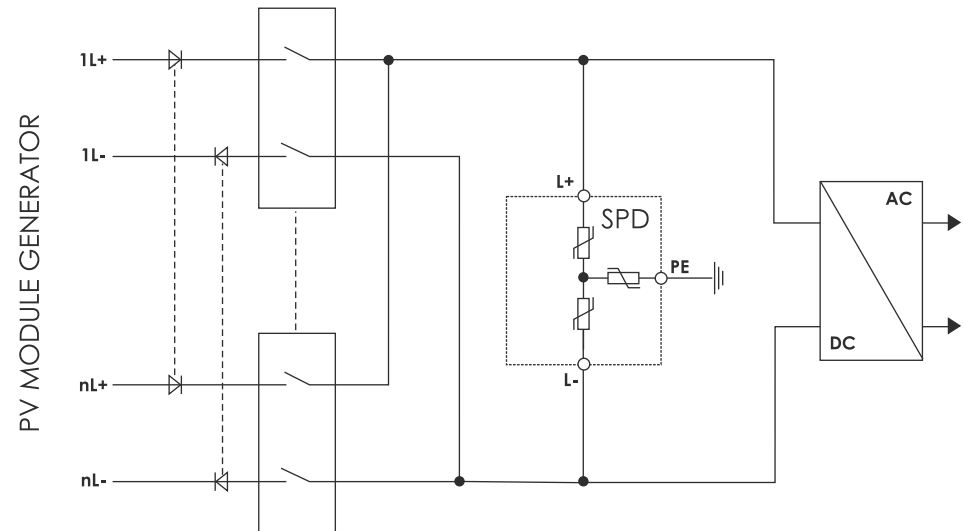 PV MODULE GENERATOR
1L+
1L-
nL+
nL-
L+
SPD
PE
L-
AC
DC